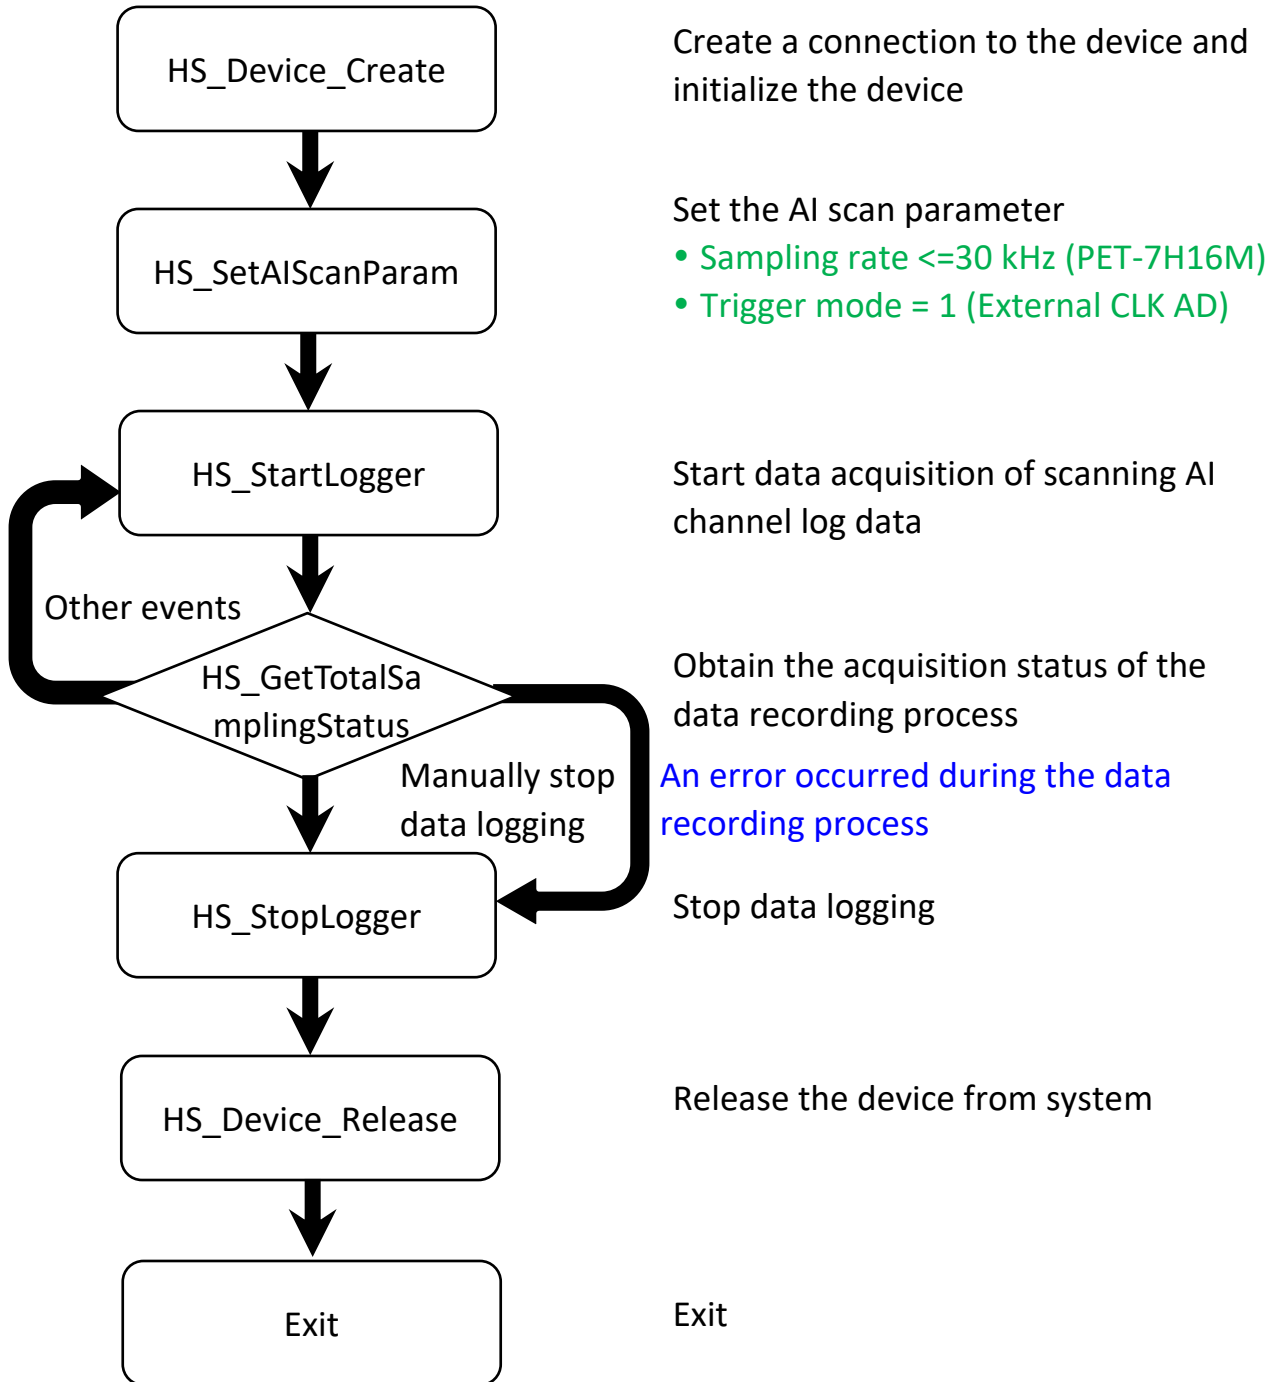 HS_Device_Create
Create a connection to the device and
initialize the device
HS_SetAIScanParam
Set the AI scan parameter
• Sampling rate <=30 kHz (PET-7H16M)
• Trigger mode = 1 (External CLK AD)
HS_StartLogger
Start data acquisition of scanning AI
channel log data
Other events
HS_GetTotalSa
mplingStatus
Obtain the acquisition status of the
data recording process
Manually stop
data logging
An error occurred during the data
recording process
HS_StopLogger
Stop data logging
HS_Device_Release
Release the device from system
Exit
Exit